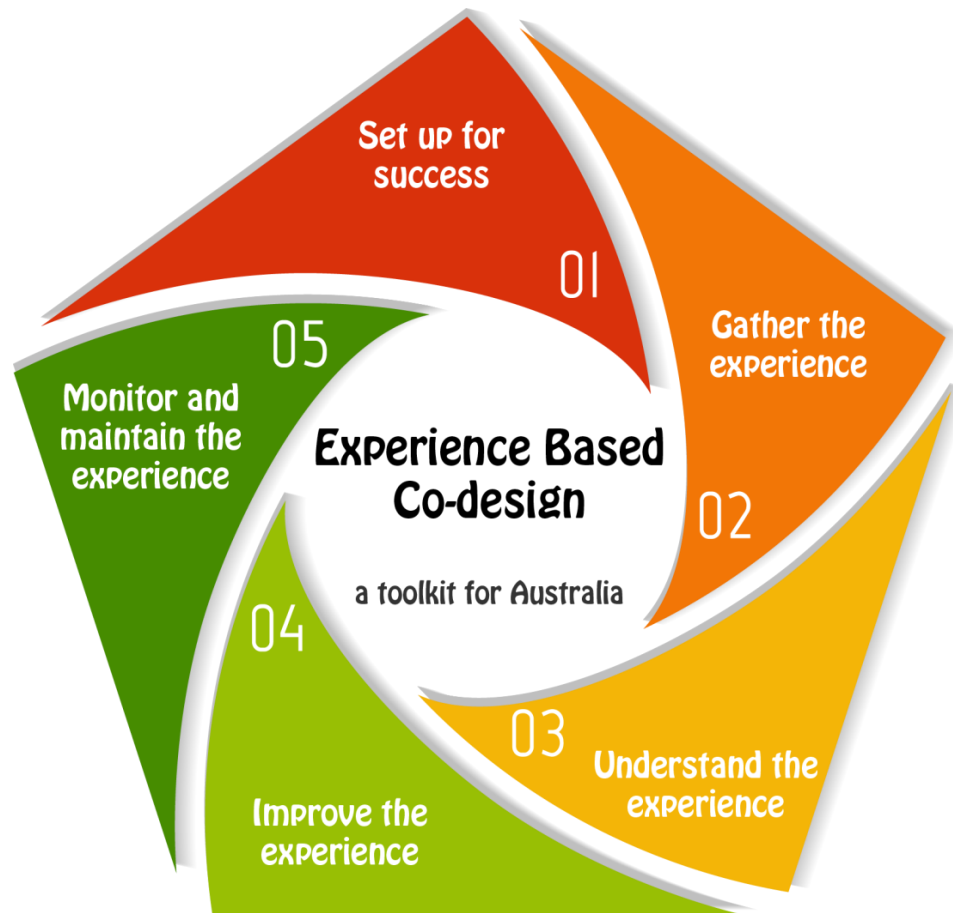 Set up for
success
01
Gather the
experience
02
Understand the
experience
03
Improve the
experience
04
Monitor and
maintain the
experience
05
Experience Based
Co-design
a toolkit for Australia